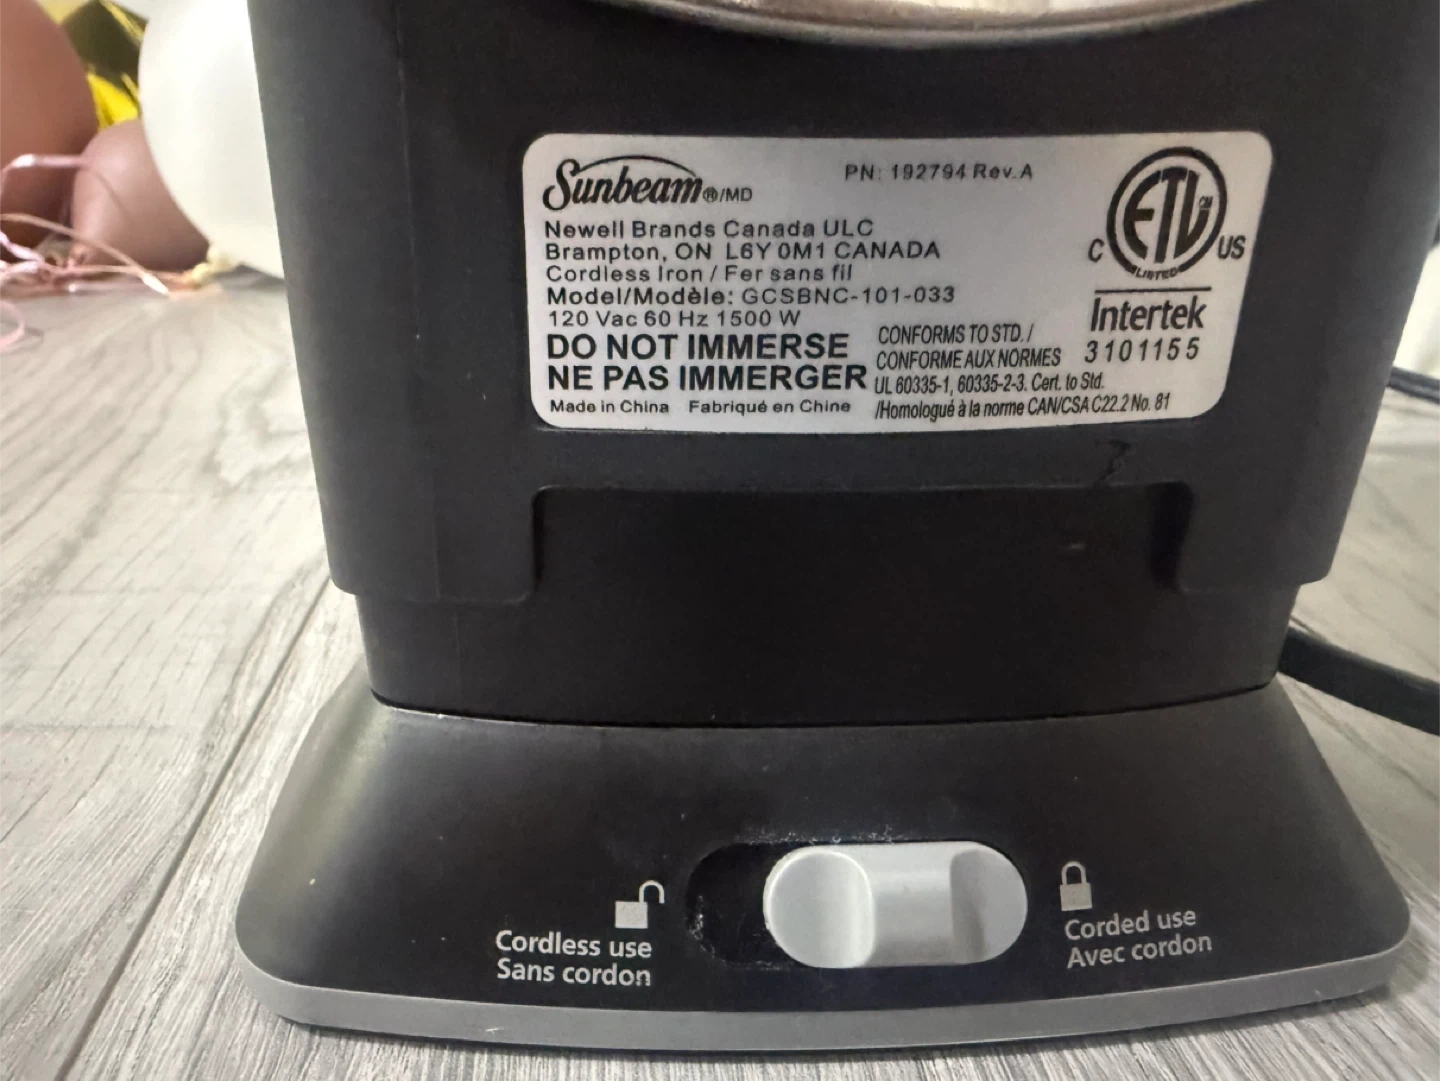 Sunbeam®/MD
PN: 192794 Rev. A
Newell Brands Canada ULC
Brampton, ON L6Y 0M1 CANADA
Cordless Iron / Fer sans fil
Model/Modèle: GCSBNC-101-033
120 Vac 60 Hz 1500 W
DO NOT IMMERSE
NE PAS IMMERGER
Made in China Fabriqué en Chine
CONFORMS TO STD. /
CONFORME AUX NORMES
UL 60335-1, 60335-2-3. Cert. to Std.
/Homologué à la norme CAN/CSA C22.2 No. 81
ETL CM
C US
LISTED
Intertek
3101155
Cordless use
Sans cordon
Corded use
Avec cordon